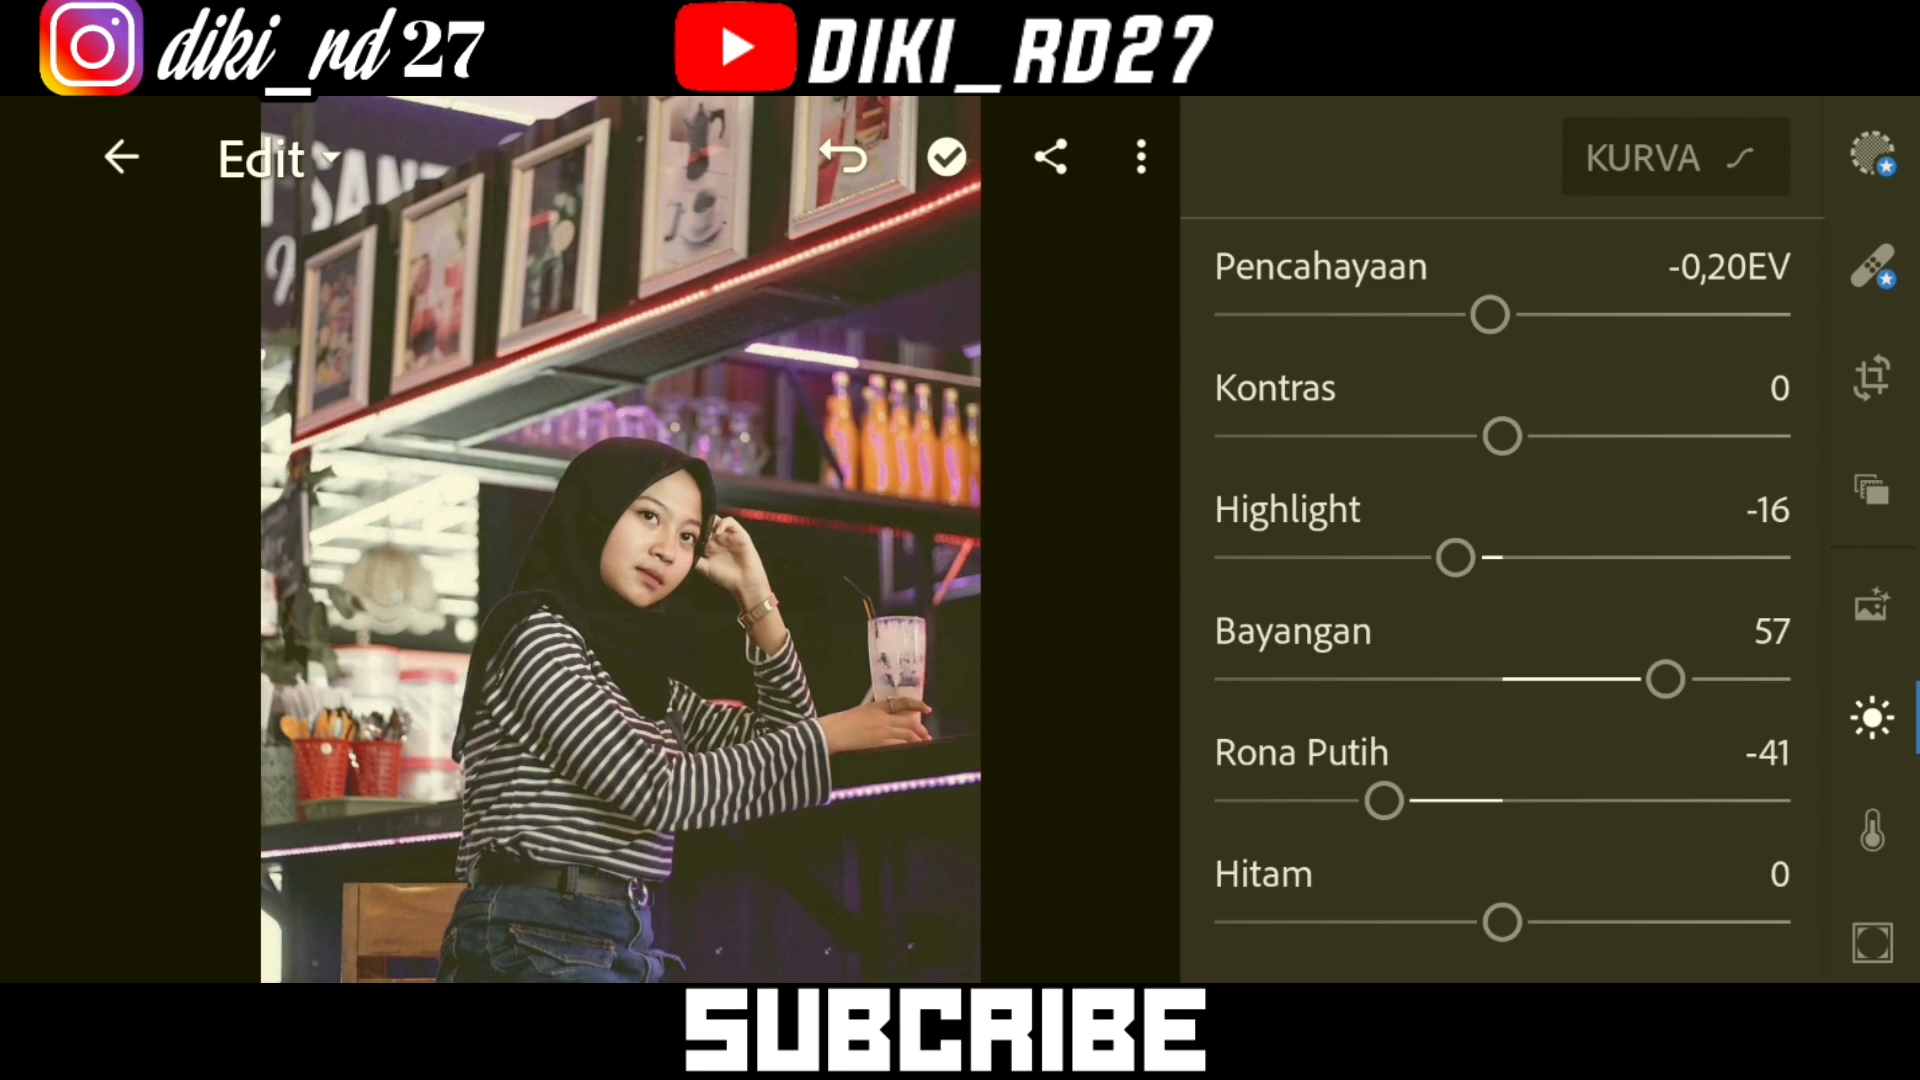 diki_rd27
DIKI_RD27
Edit
KURVA
SANT
Pencahayaan -0,20EV
Kontras 0
Highlight -16
Bayangan 57
Rona Putih -41
Hitam 0
SUBCRIBE